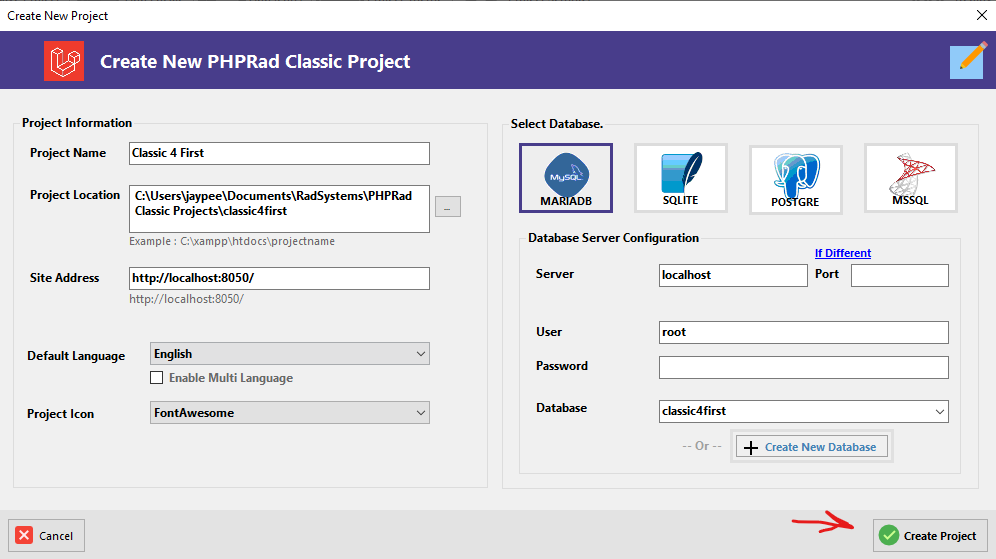 Create New Project
Create New PHPRad Classic Project
Project Information
Project Name
Classic 4 First
Project Location
C:\Users\jaypee\Documents\RadSystems\PHPRad
Classic Projects\classic4first
...
Example : C:\xampp\htdocs\projectname
Site Address
http://localhost:8050/
http://localhost:8050/
Default Language
English
Enable Multi Language
Project Icon
FontAwesome
Select Database.
MySQL
MARIADB
SQLITE
POSTGRE
MSSQL
Database Server Configuration
If Different
Server
localhost
Port
User
root
Password
Database
classic4first
-- Or --
Create New Database
Cancel
Create Project